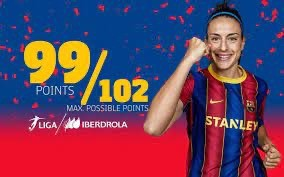 99/102
POINTS
MAX. POSSIBLE POINTS
LIGA / IBERDROLA
STANLEY